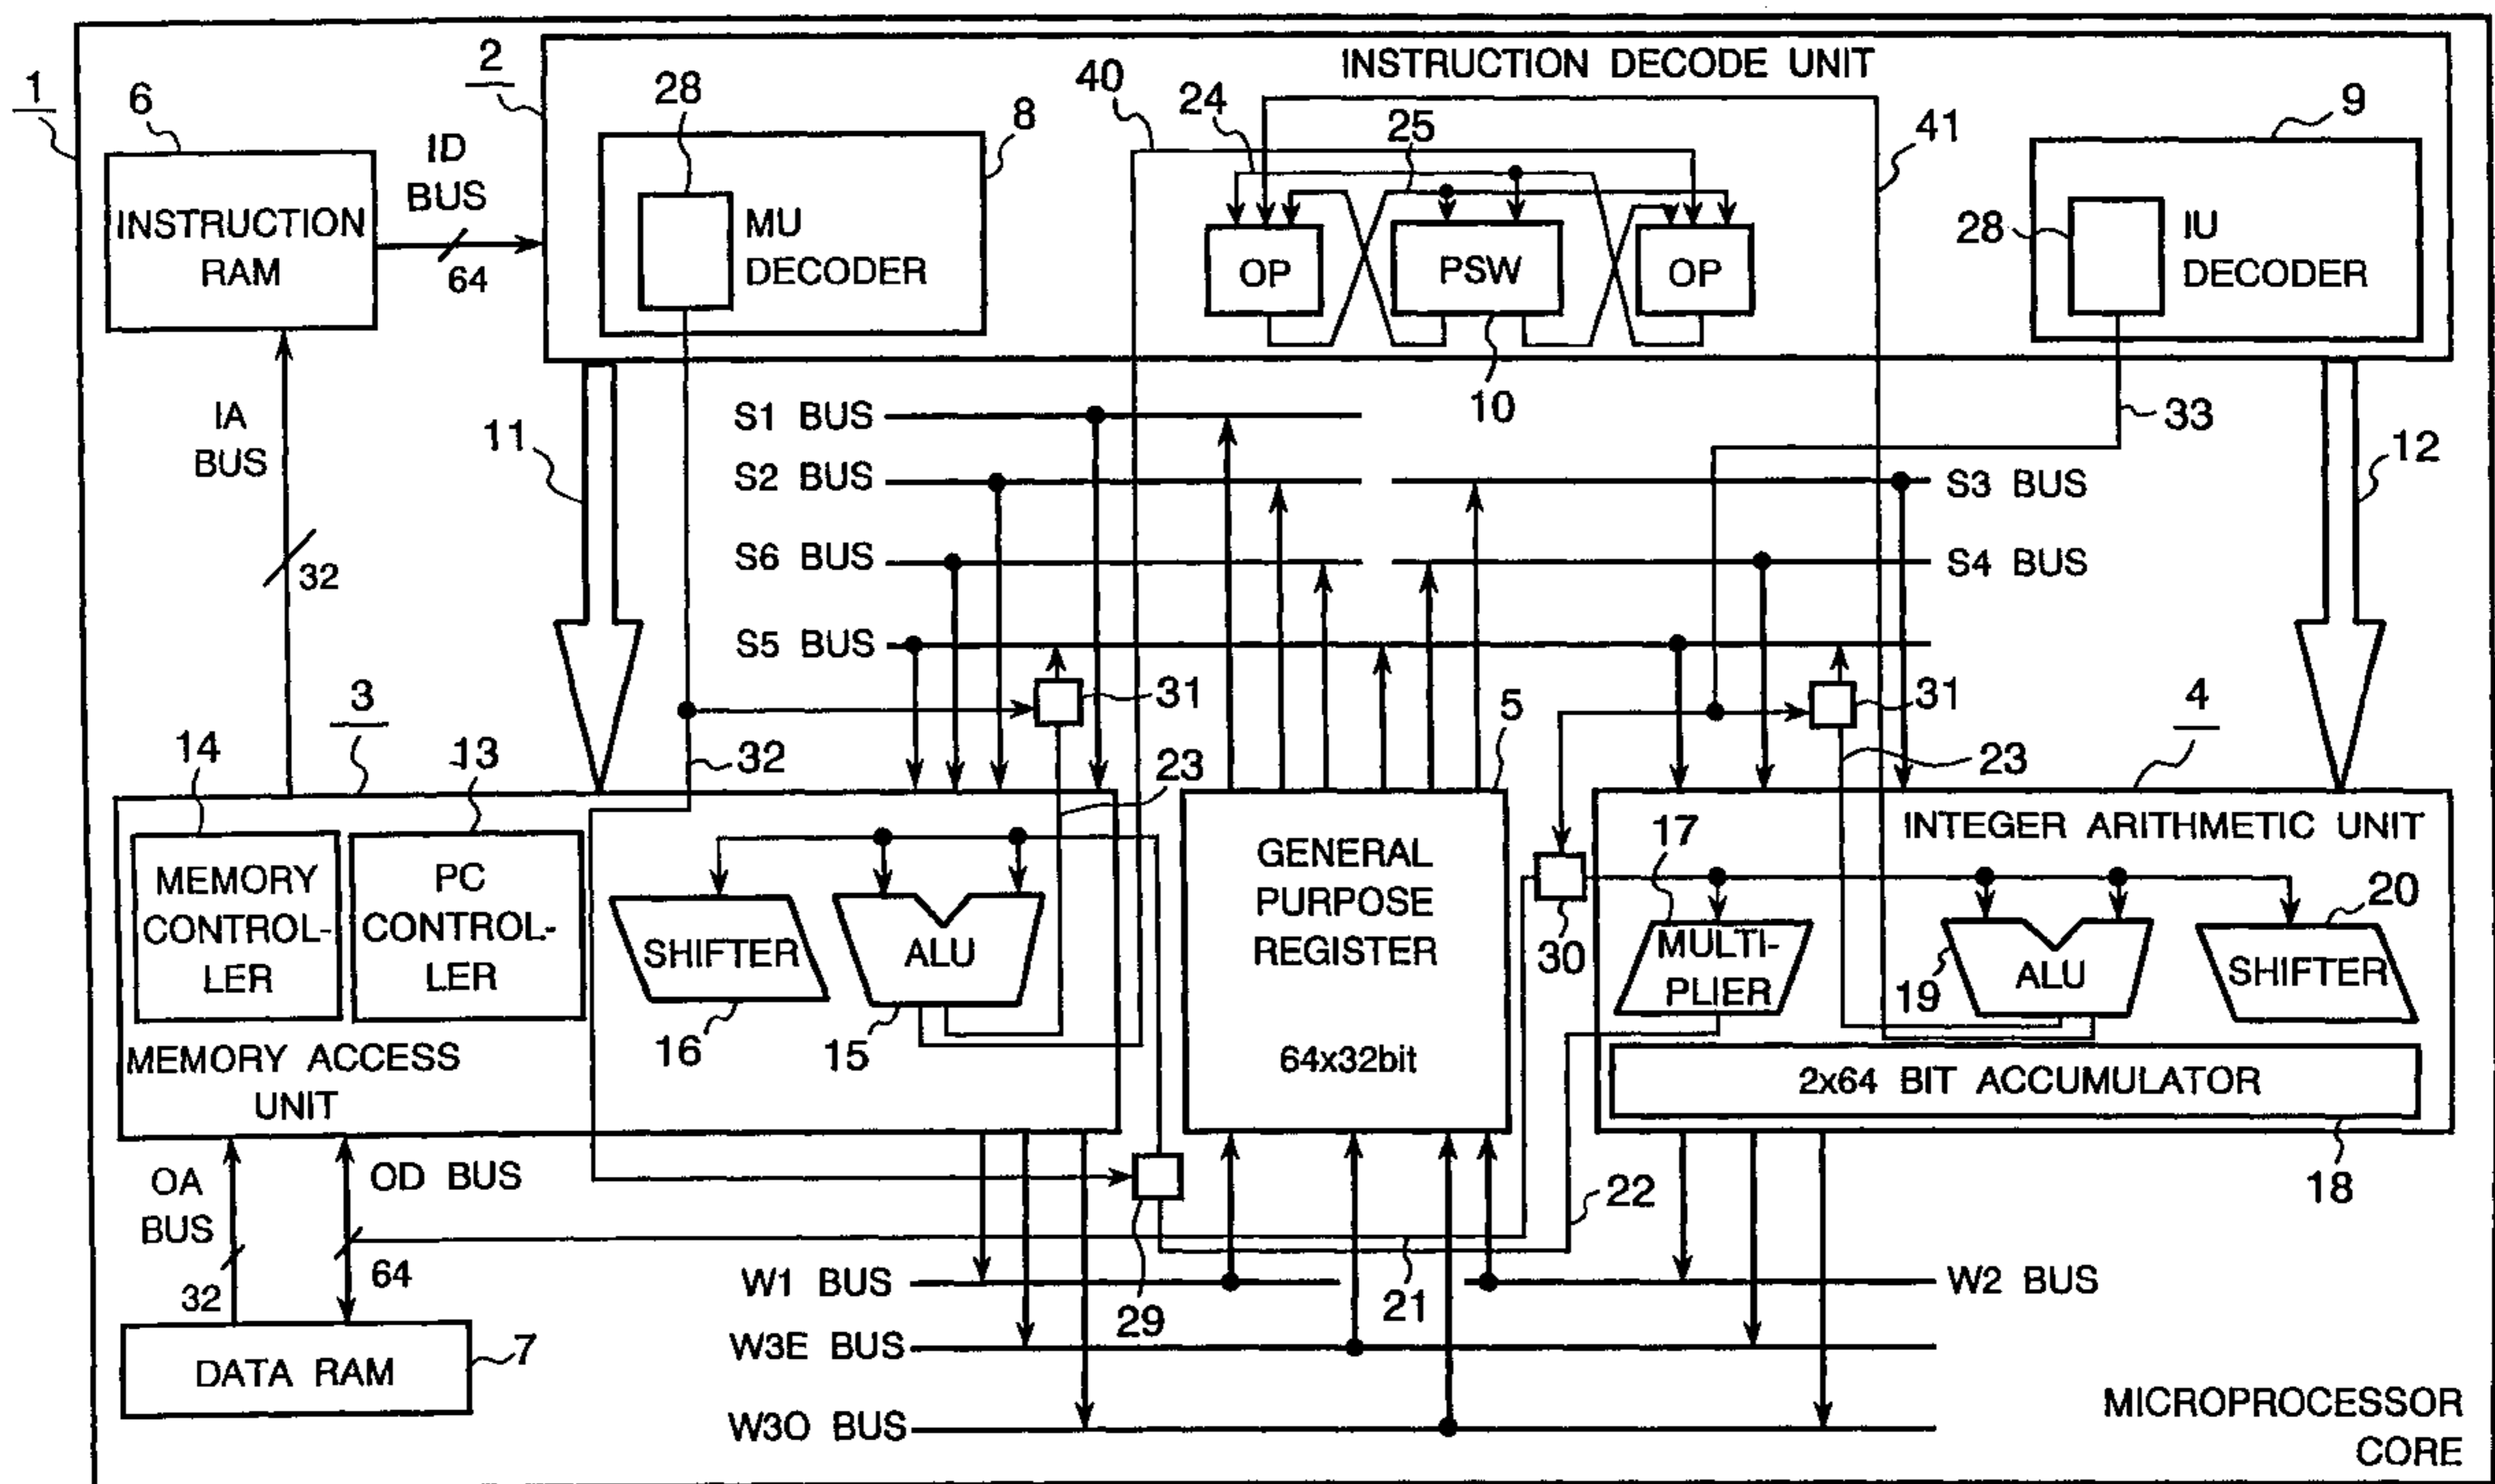 INSTRUCTION DECODE UNIT
1
2
6
28
8
40
24
25
41
9
ID
BUS
64
INSTRUCTION
RAM
MU
DECODER
OP
PSW
OP
28
IU
DECODER
10
33
IA
BUS
32
11
12
S1 BUS
S2 BUS
S3 BUS
S6 BUS
S4 BUS
S5 BUS
31
5
31
4
3
14
13
32
23
23
MEMORY
CONTROL-
LER
PC
CONTROL-
LER
SHIFTER
ALU
16
15
MEMORY ACCESS
UNIT
GENERAL
PURPOSE
REGISTER
64x32bit
30
INTEGER ARITHMETIC UNIT
17
20
MULTI-
PLIER
19
ALU
SHIFTER
2x64 BIT ACCUMULATOR
18
OA
BUS
32
OD BUS
64
22
29
21
W1 BUS
W2 BUS
W3E BUS
W3O BUS
DATA RAM
7
MICROPROCESSOR
CORE